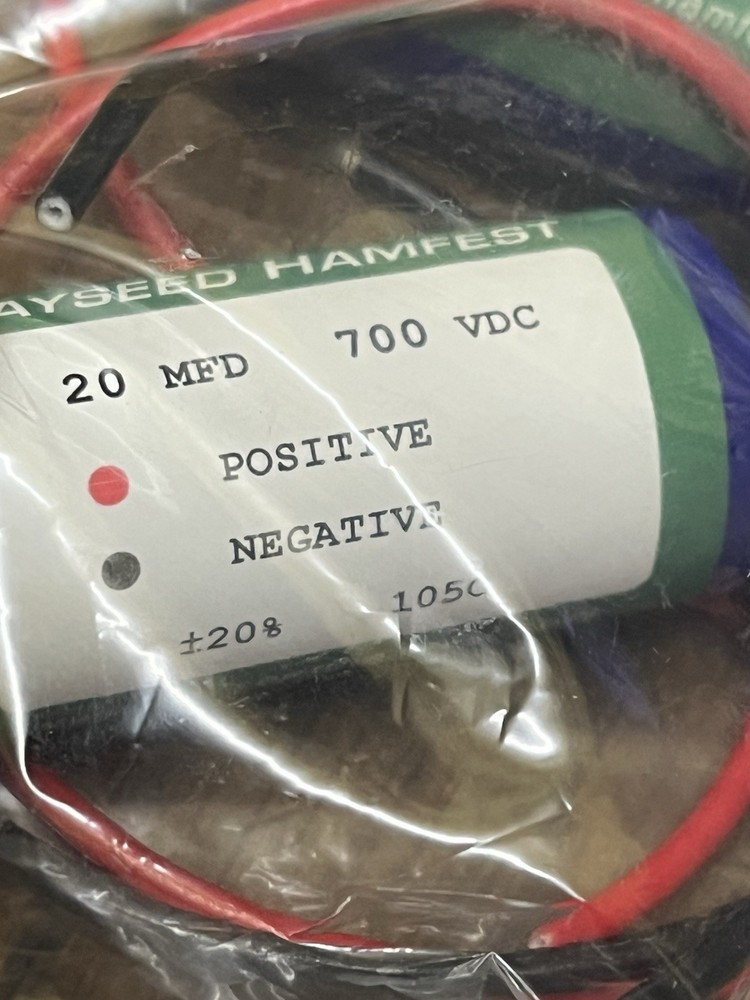 AYSEED HAMFEST
20 MFD 700 VDC
POSITIVE
NEGATIVE
±20% 105C